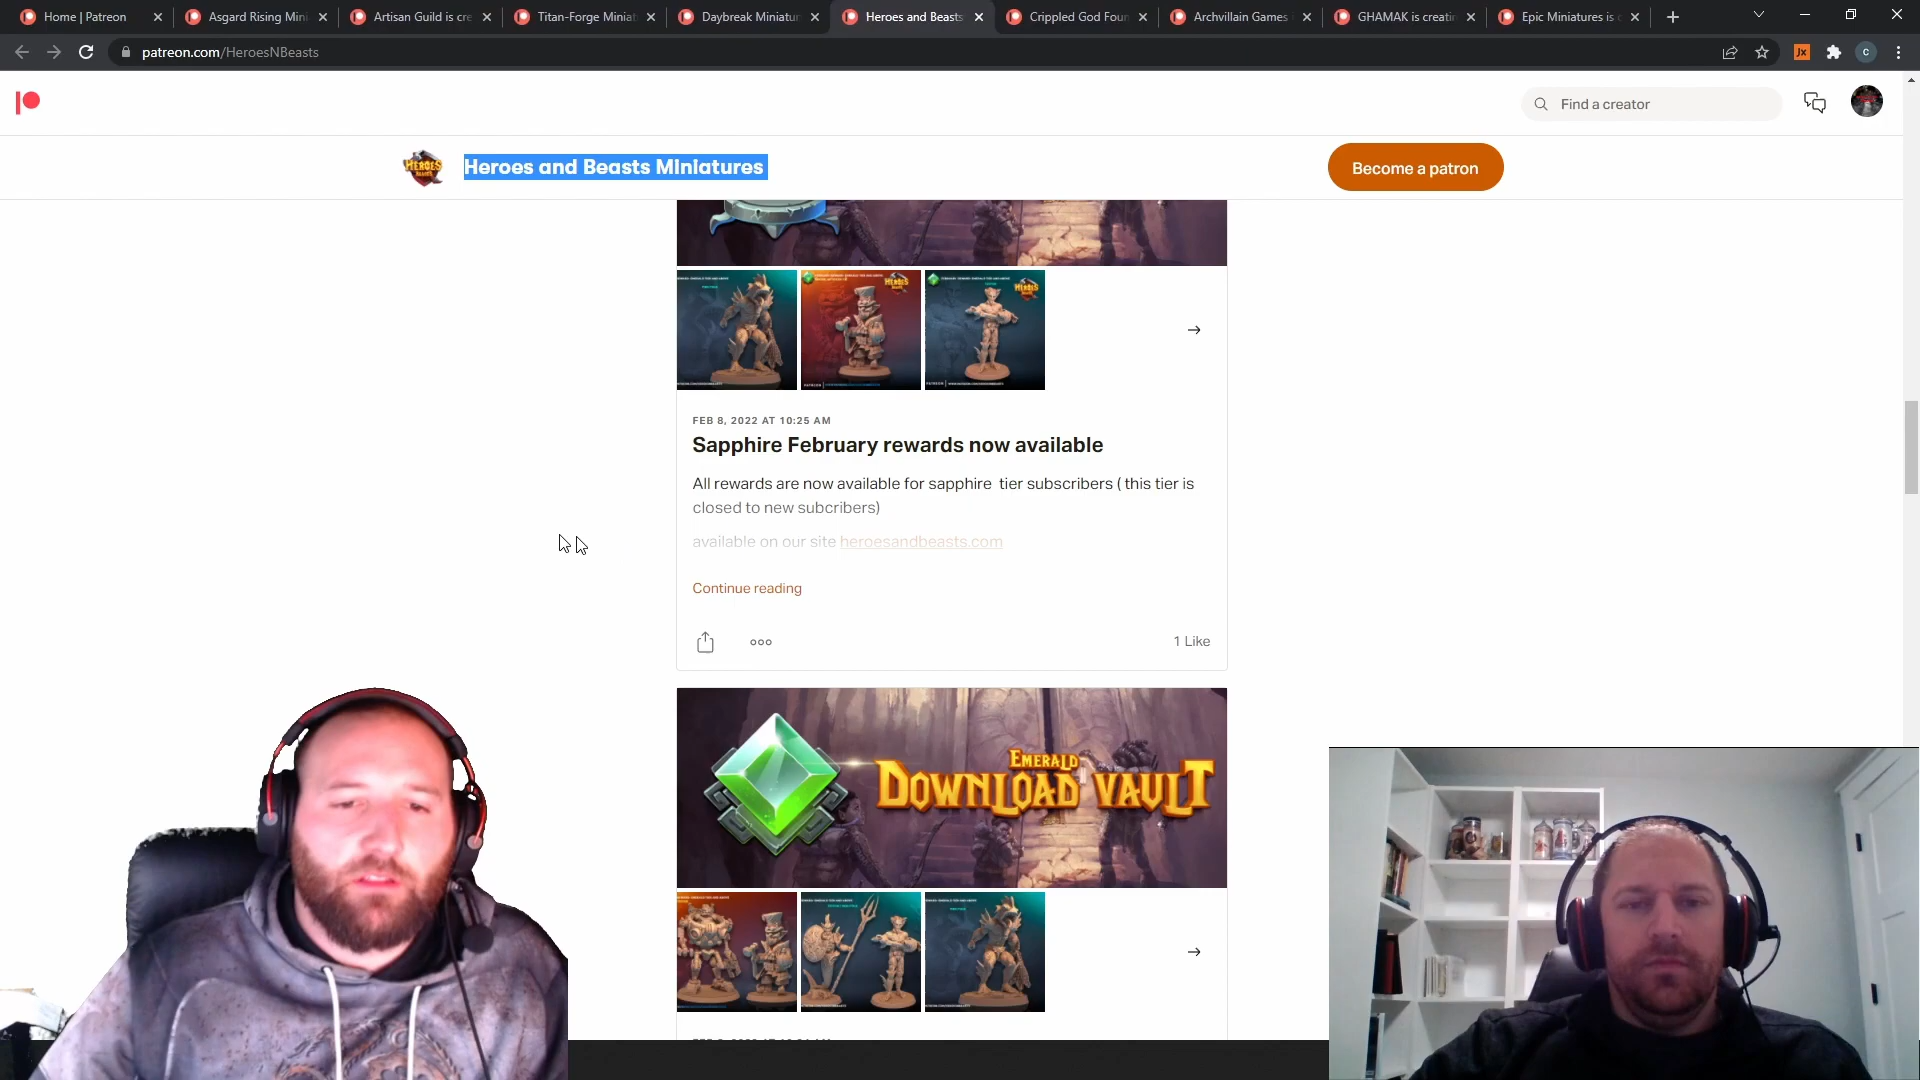 Home | Patreon
Asgard Rising Mini
Artisan Guild is cre
Titan-Forge Miniat
Daybreak Miniatur
Heroes and Beasts
Crippled God Foun
Archvillain Games
GHAMAK is creatin
Epic Miniatures is c
patreon.com/HeroesNBeasts
Jx
C
Find a creator
HEROES
BEASTS
Heroes and Beasts Miniatures
Become a patron
FEB 8, 2022 AT 10:25 AM
Sapphire February rewards now available
All rewards are now available for sapphire tier subscribers ( this tier is
closed to new subcribers)
available on our site heroesandbeasts.com
Continue reading
1 Like
EMERALD
DOWNLOAD VAULT